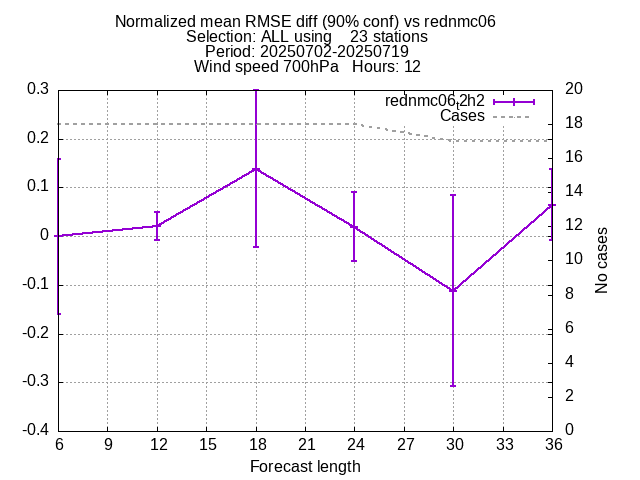 Normalized mean RMSE diff (90% conf) vs rednmc06
Selection: ALL using    23 stations
Period: 20250702-20250719
Wind speed 700hPa   Hours: 12
rednmc06_t2h2
Cases
0.3
0.2
0.1
0
-0.1
-0.2
-0.3
-0.4
20
18
16
14
12
10
8
6
4
2
0
No cases
6 9 12 15 18 21 24 27 30 33 36
Forecast length